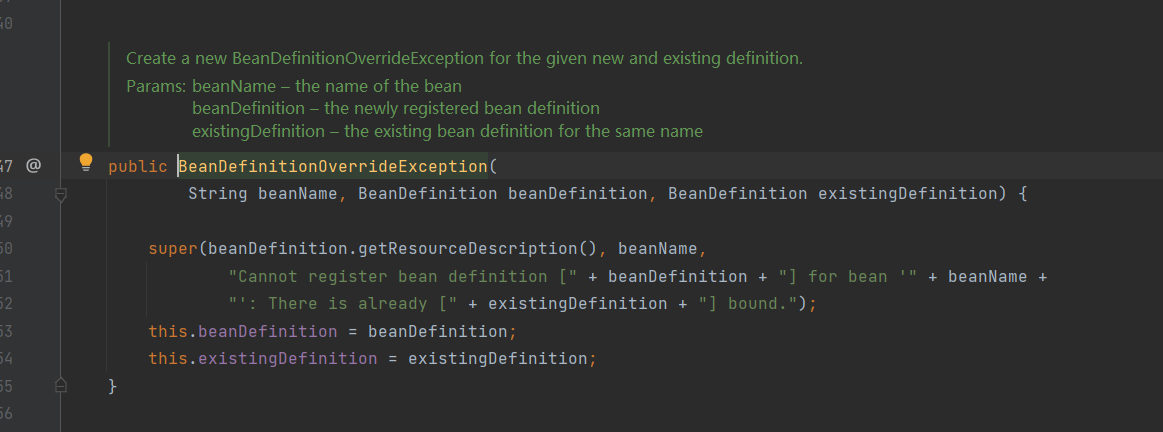 40
Create a new BeanDefinitionOverrideException for the given new and existing definition.
Params: beanName – the name of the bean
beanDefinition – the newly registered bean definition
existingDefinition – the existing bean definition for the same name
47 @ public BeanDefinitionOverrideException(
48 String beanName, BeanDefinition beanDefinition, BeanDefinition existingDefinition) {
49
50 super(beanDefinition.getResourceDescription(), beanName,
51 "Cannot register bean definition [" + beanDefinition + "] for bean '" + beanName +
52 "': There is already [" + existingDefinition + "] bound.");
53 this.beanDefinition = beanDefinition;
54 this.existingDefinition = existingDefinition;
55 }
56